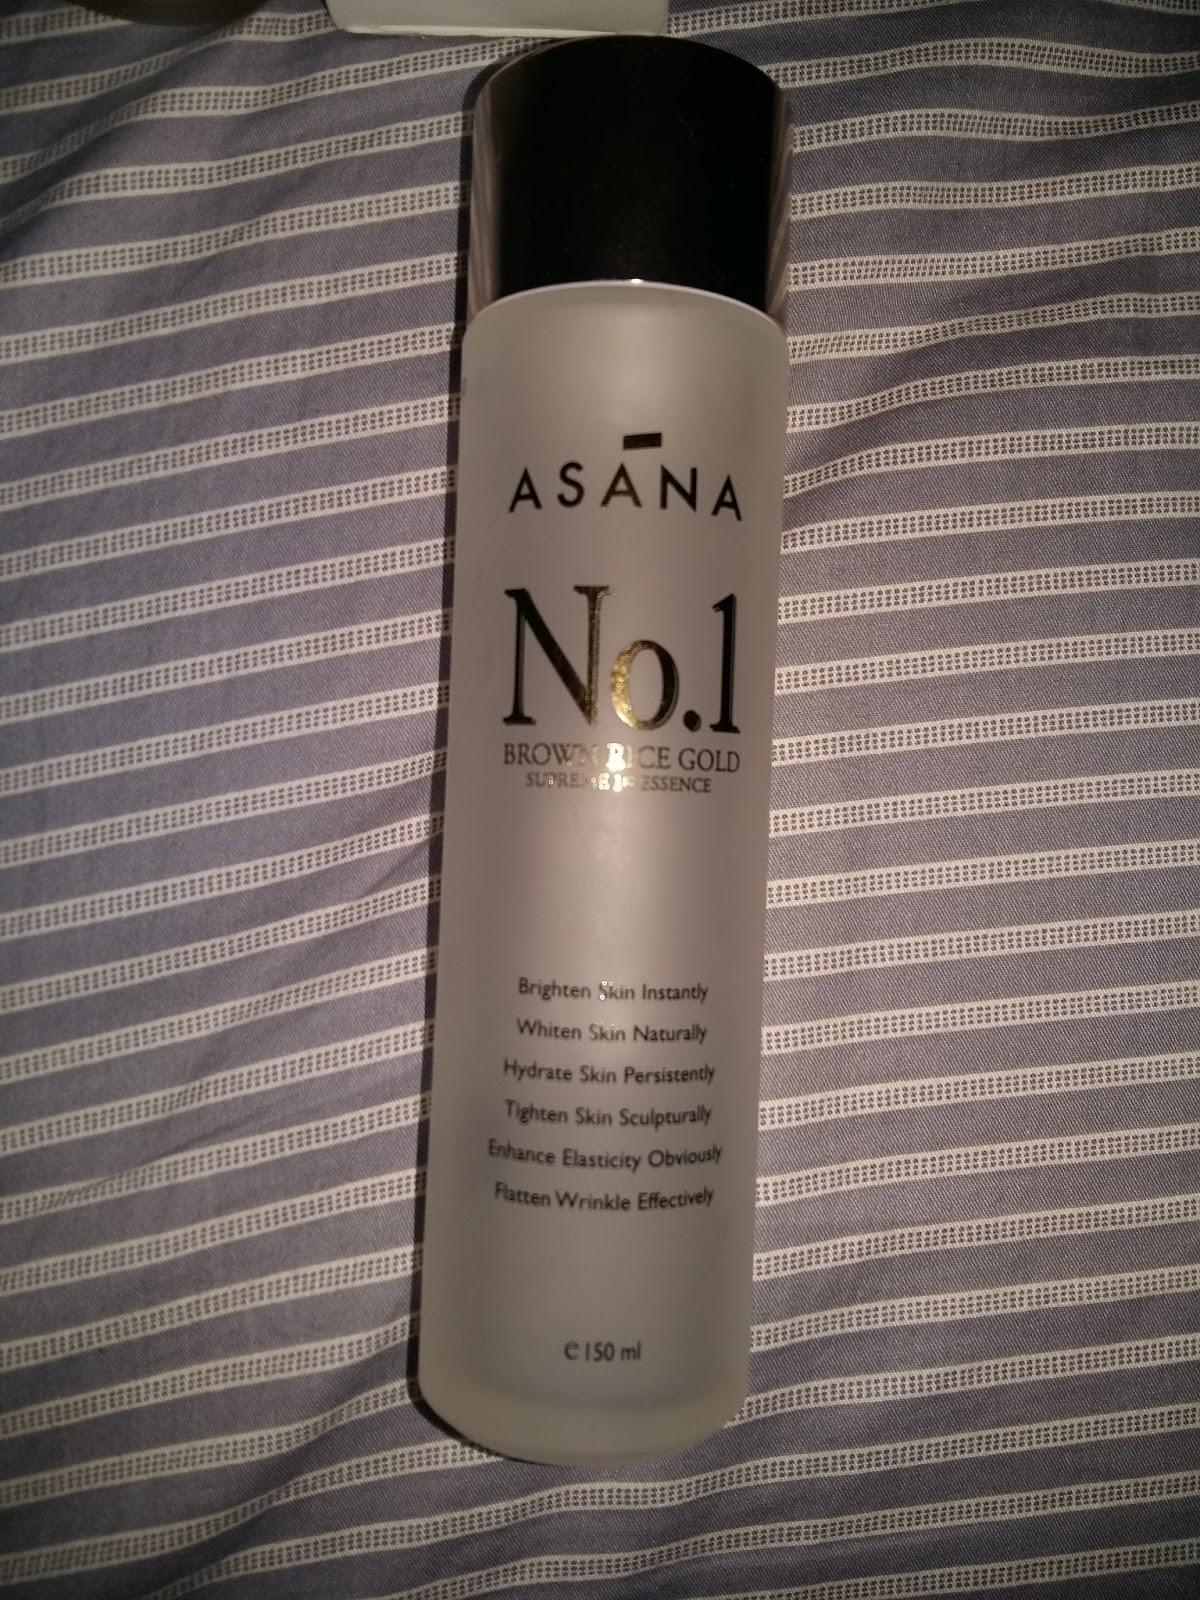 ASĀNA
No.1
BROWN RICE GOLD
SUPREME ESSENCE
Brighten Skin Instantly
Whiten Skin Naturally
Hydrate Skin Persistently
Tighten Skin Sculpturally
Enhance Elasticity Obviously
Flatten Wrinkle Effectively
℮ 150 ml